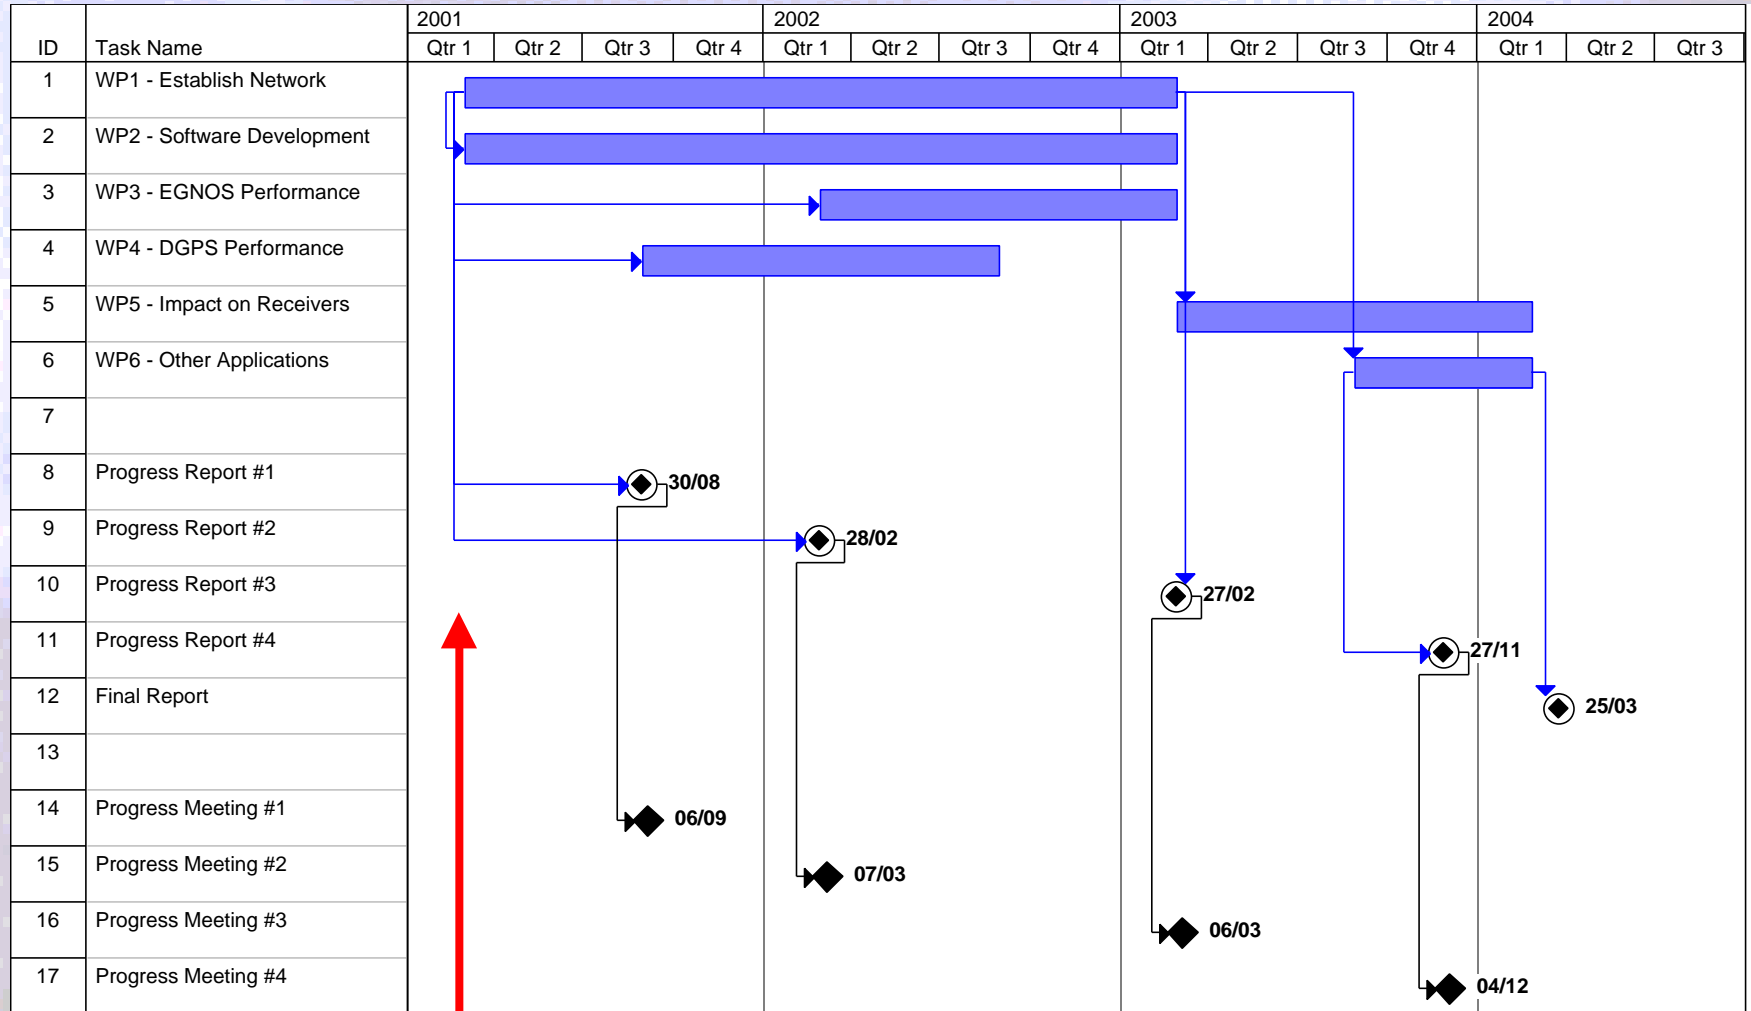 2001 2002 2003 2004
ID Task Name Qtr 1 Qtr 2 Qtr 3 Qtr 4 Qtr 1 Qtr 2 Qtr 3 Qtr 4 Qtr 1 Qtr 2 Qtr 3 Qtr 4 Qtr 1 Qtr 2 Qtr 3
1 WP1 - Establish Network
2 WP2 - Software Development
3 WP3 - EGNOS Performance
4 WP4 - DGPS Performance
5 WP5 - Impact on Receivers
6 WP6 - Other Applications
7
8 Progress Report #1 30/08
9 Progress Report #2 28/02
10 Progress Report #3 27/02
11 Progress Report #4 27/11
12 Final Report 25/03
13
14 Progress Meeting #1 06/09
15 Progress Meeting #2 07/03
16 Progress Meeting #3 06/03
17 Progress Meeting #4 04/12